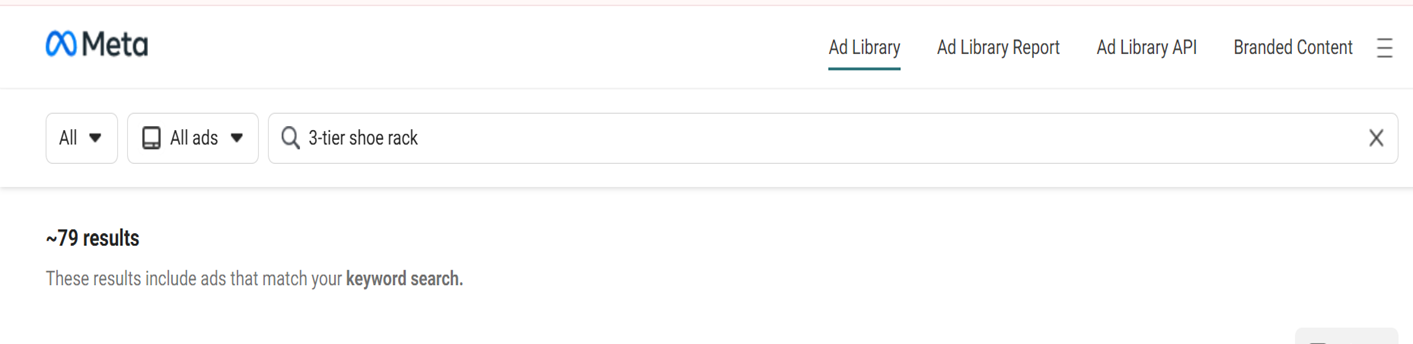 Meta
Ad Library Ad Library Report Ad Library API Branded Content
All All ads 3-tier shoe rack
~79 results
These results include ads that match your keyword search.